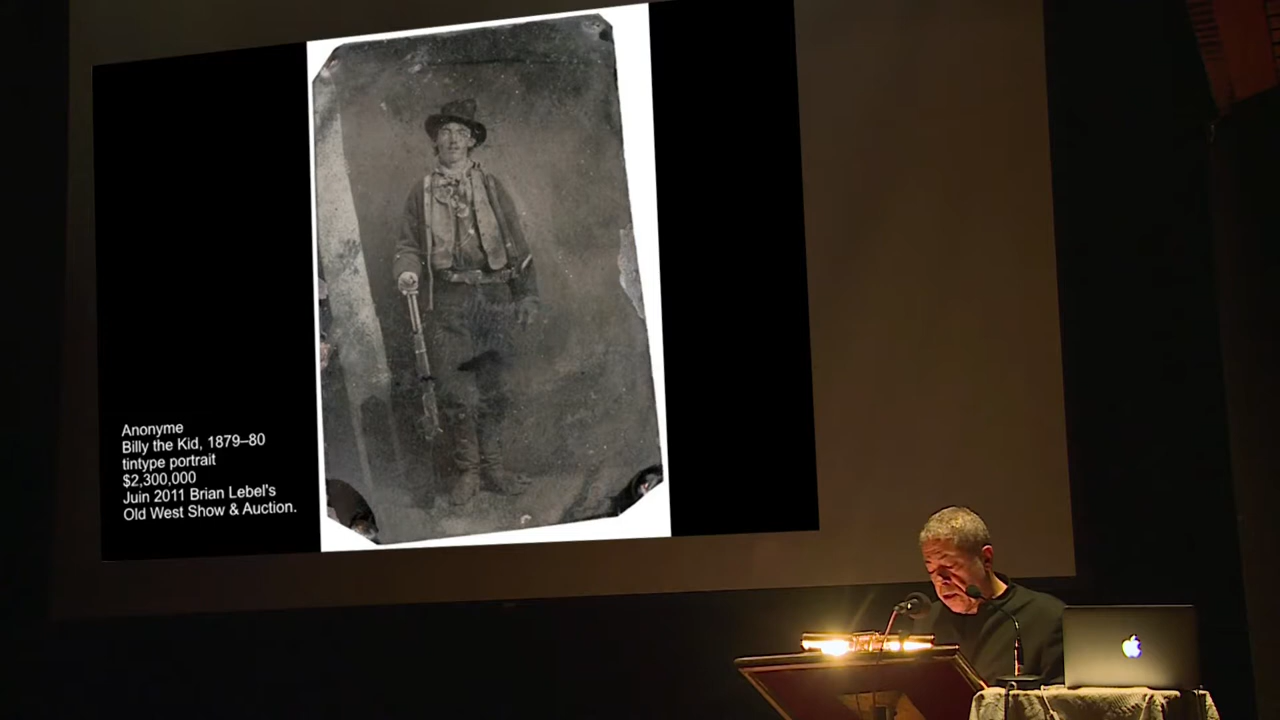 Anonyme
Billy the Kid, 1879–80
tintype portrait
$2,300,000
Juin 2011 Brian Lebel's
Old West Show & Auction.